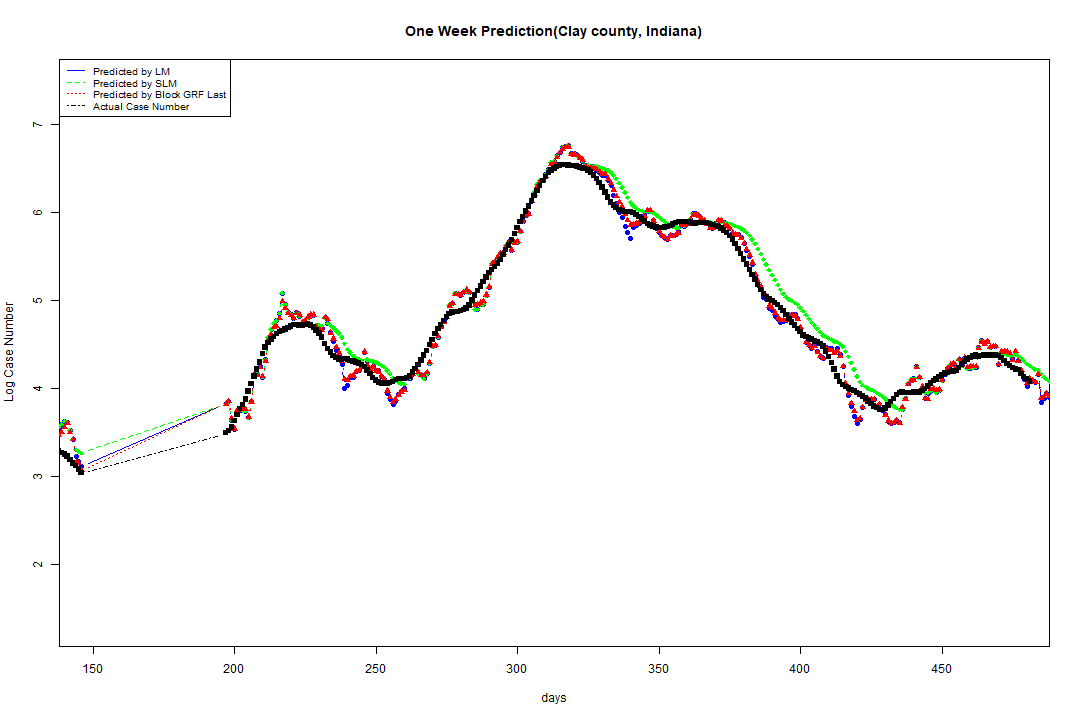 One Week Prediction(Clay county, Indiana)
Predicted by LM
Predicted by SLM
Predicted by Block GRF Last
Actual Case Number
Log Case Number
7
6
5
4
3
2
150 200 250 300 350 400 450
days